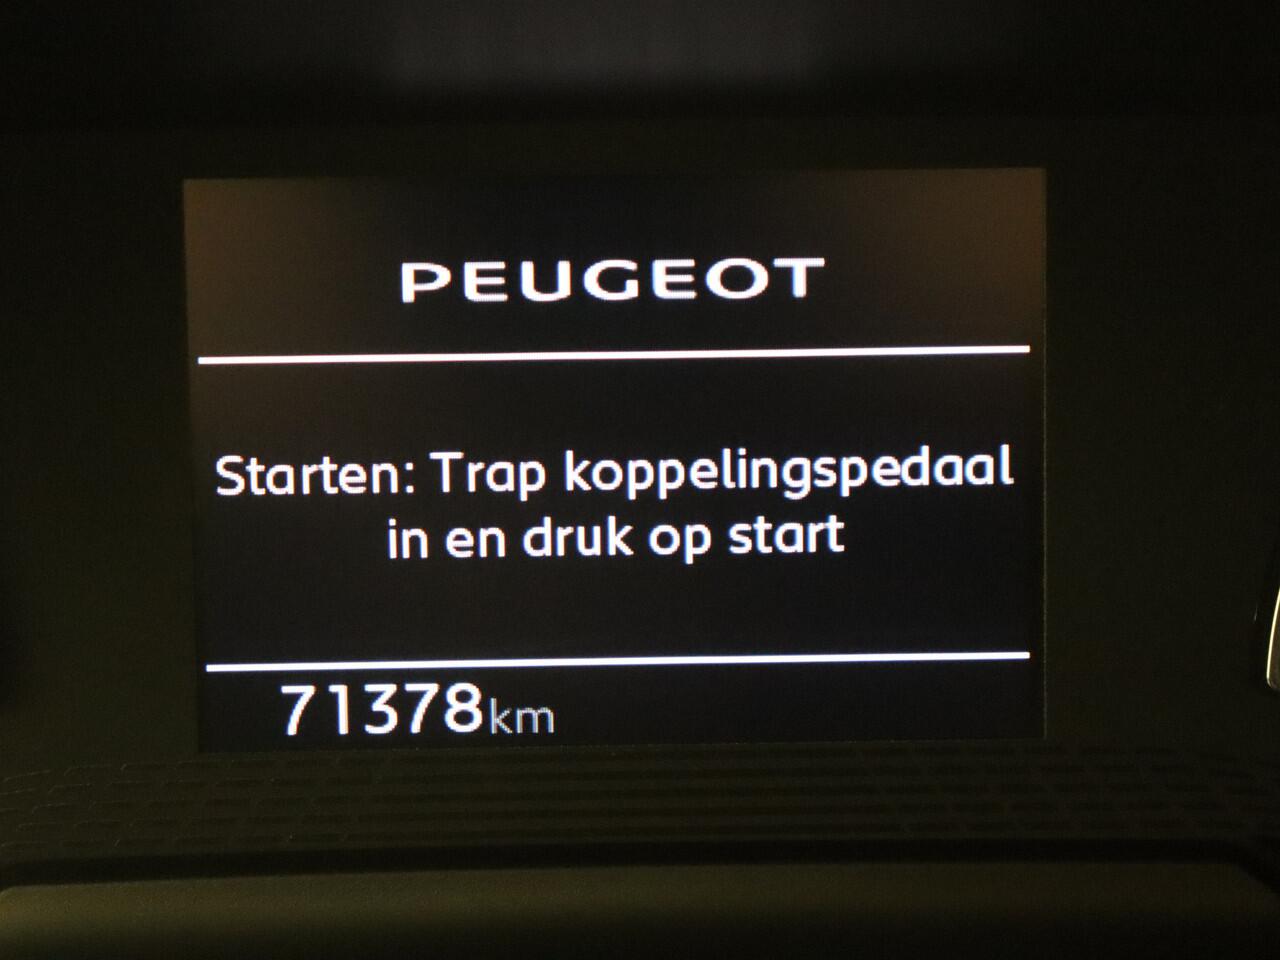 PEUGEOT
Starten: Trap koppelingspedaal
in en druk op start
71378km